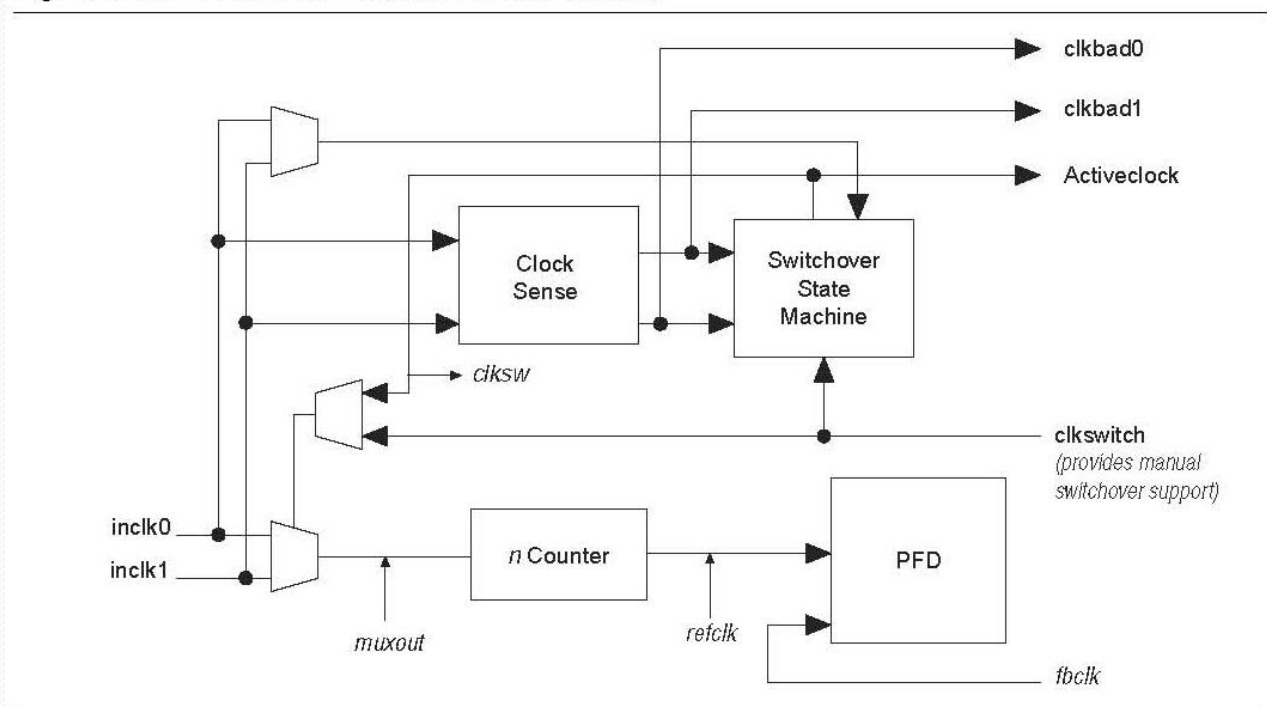 clkbad0
clkbad1
Activeclock
Clock
Sense
Switchover
State
Machine
clksw
clkswitch
(provides manual
switchover support)
inclk0
inclk1
n Counter
PFD
muxout
refclk
fbclk